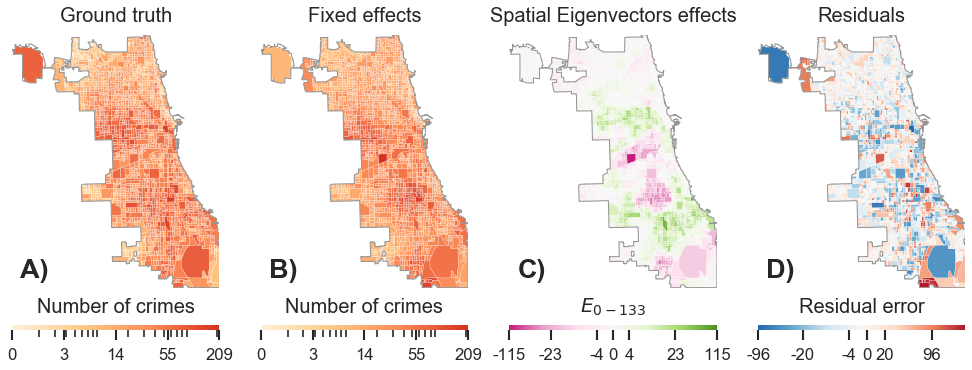 Ground truth
Fixed effects
Spatial Eigenvectors effects
Residuals
A)
B)
C)
D)
Number of crimes
Number of crimes
E₀₋₁₃₃
Residual error
0 3 14 55 209
0 3 14 55 209
-115 -23 -4 0 4 23 115
-96 -20 -4 0 20 96